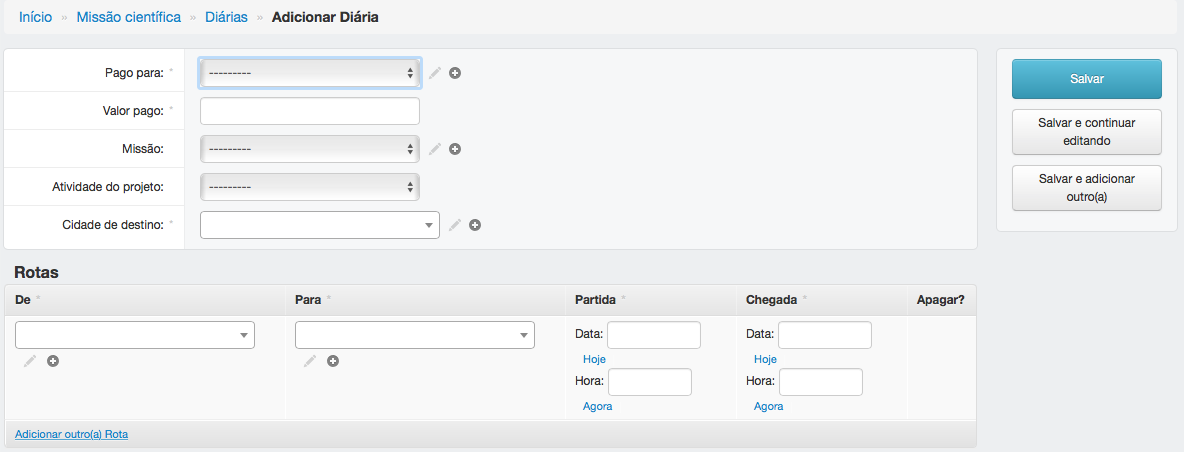 Início » Missão científica » Diárias » Adicionar Diária
Pago para: * ---------
Valor pago: *
Missão: ---------
Atividade do projeto: ---------
Cidade de destino: *
Salvar
Salvar e continuar
editando
Salvar e adicionar
outro(a)
Rotas
De * Para * Partida * Chegada * Apagar?
Data: Data:
Hoje Hoje
Hora: Hora:
Agora Agora
Adicionar outro(a) Rota